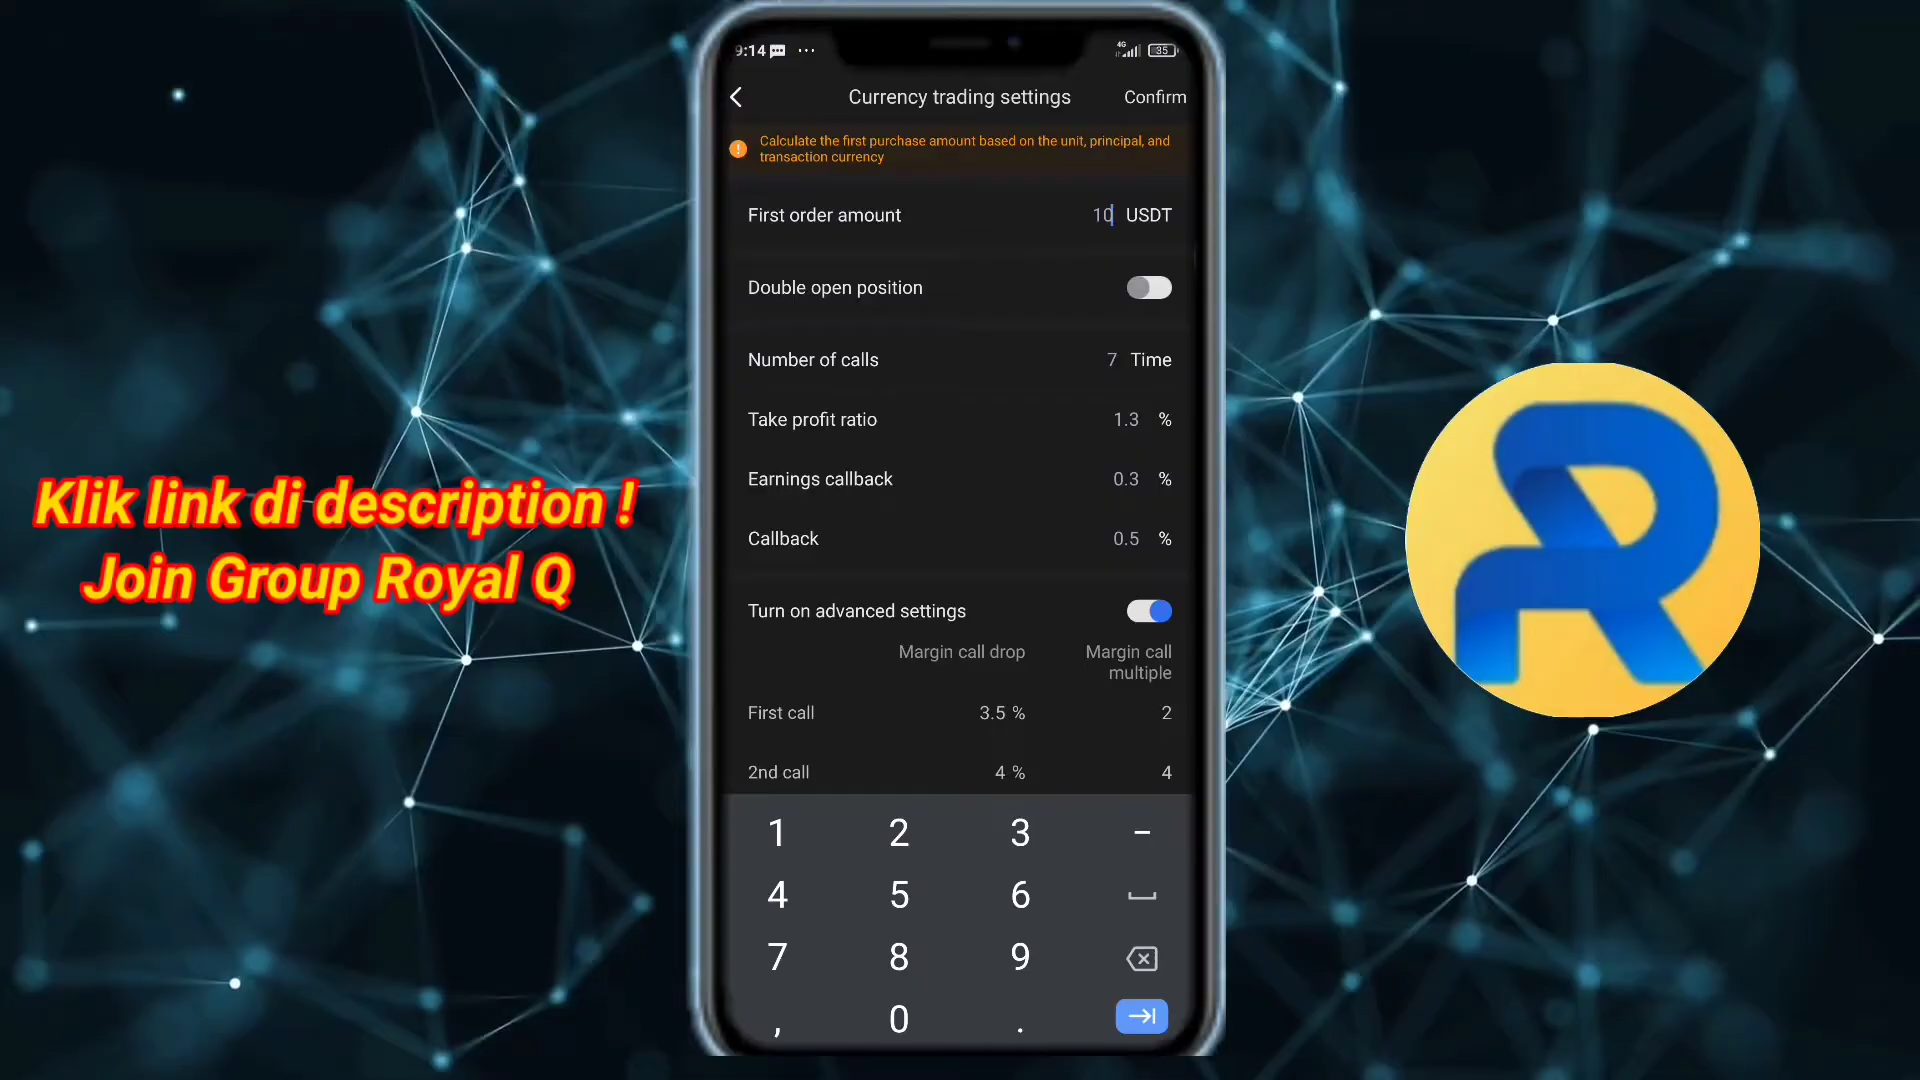 9:14
4G
35
Currency trading settings
Confirm
Calculate the first purchase amount based on the unit, principal, and
transaction currency
First order amount 10 USDT
Double open position
Number of calls 7 Time
Take profit ratio 1.3 %
Earnings callback 0.3 %
Callback 0.5 %
Turn on advanced settings
Margin call drop
Margin call
multiple
First call 3.5 % 2
2nd call 4 % 4
1 2 3 -
4 5 6
7 8 9
, 0 .
Klik link di description !
Join Group Royal Q